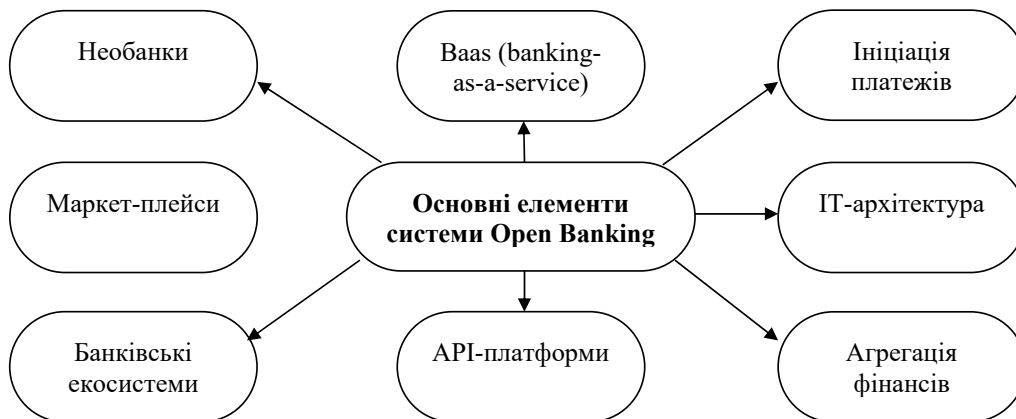 Необанки
Baas (banking-
as-a-service)
Ініціація
платежів
Маркет-плейси
Основні елементи
системи Open Banking
ІТ-архітектура
Банківські
екосистеми
АРІ-платформи
Агрегація
фінансів